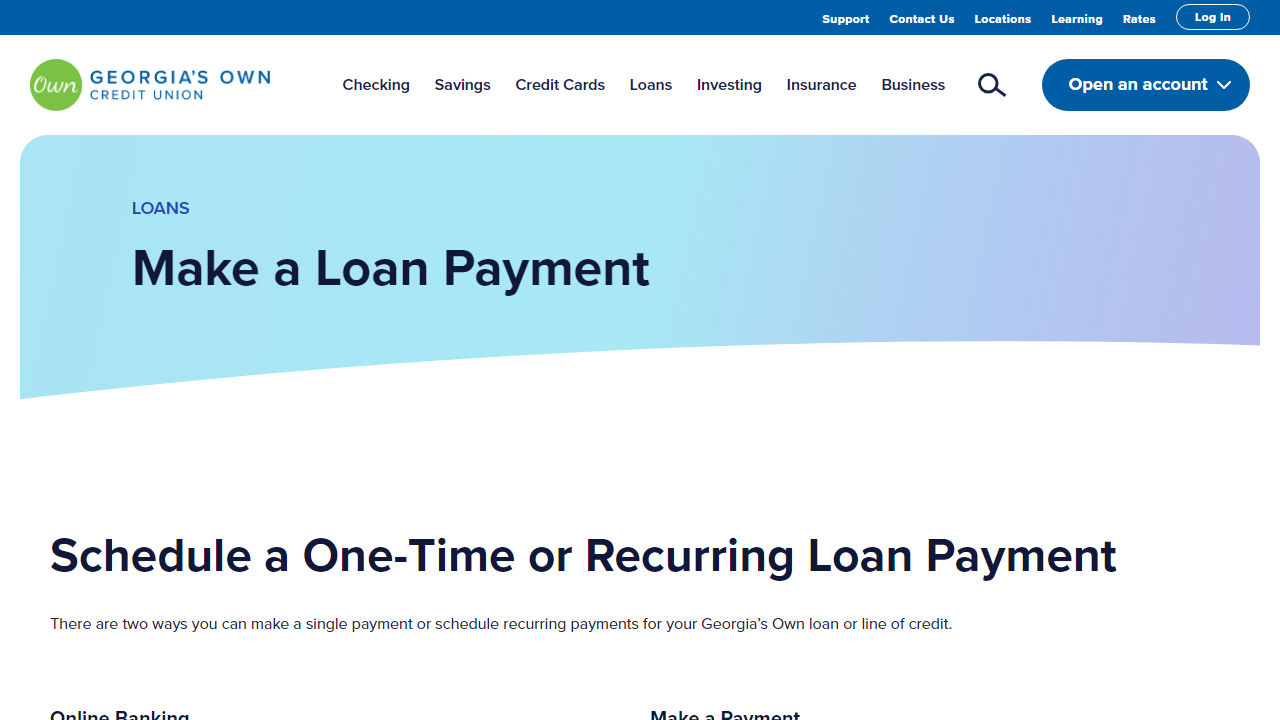 Support Contact Us Locations Learning Rates Log In
Own GEORGIA'S OWN
CREDIT UNION
Checking Savings Credit Cards Loans Investing Insurance Business
Open an account
LOANS
Make a Loan Payment
Schedule a One-Time or Recurring Loan Payment
There are two ways you can make a single payment or schedule recurring payments for your Georgia’s Own loan or line of credit.
Online Banking Make a Payment